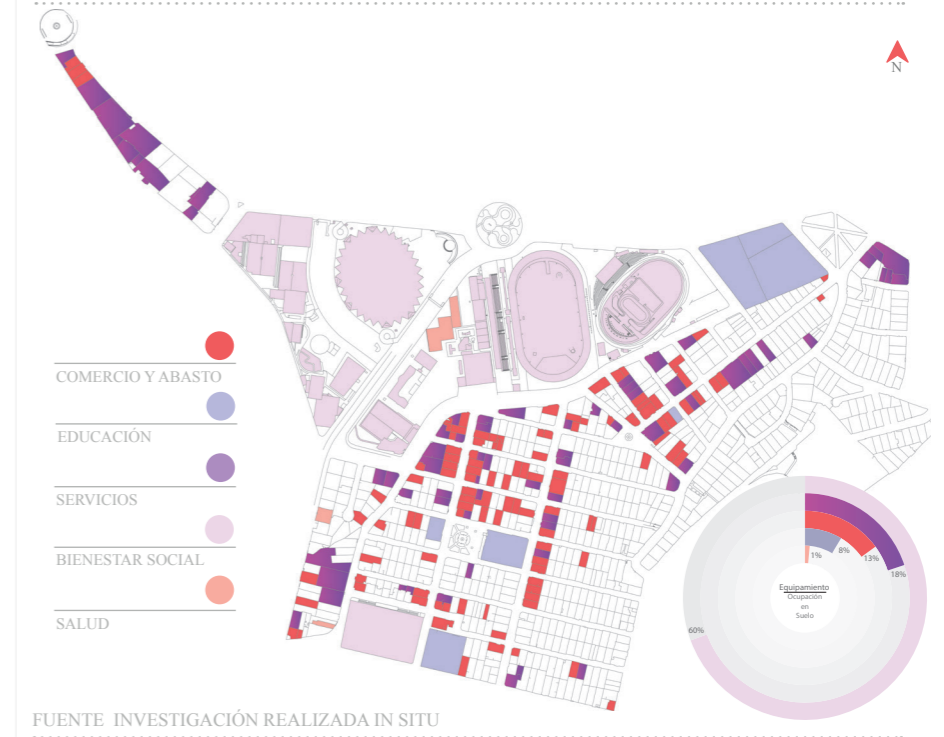 N
COMERCIO Y ABASTO
EDUCACIÓN
SERVICIOS
BIENESTAR SOCIAL
SALUD
1%
8%
13%
18%
60%
Equipamiento
Ocupación
en
Suelo
FUENTE INVESTIGACIÓN REALIZADA IN SITU